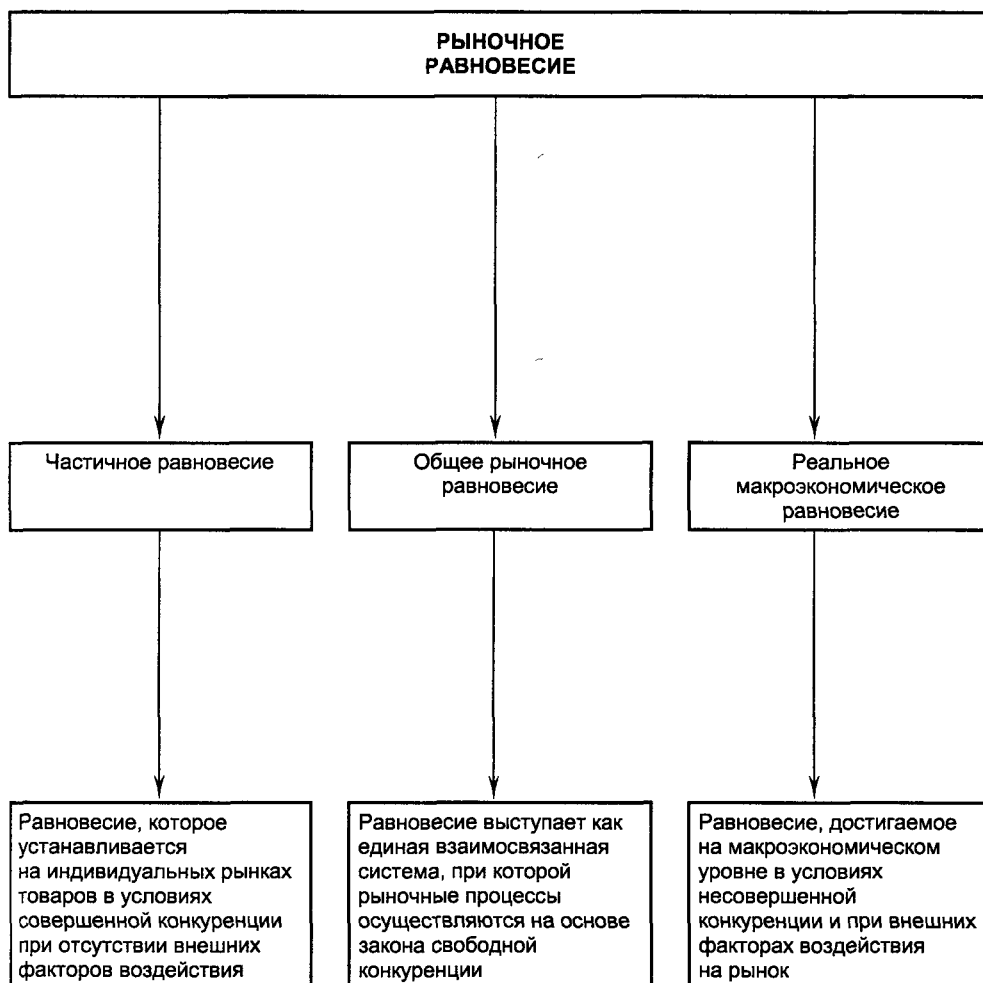 РЫНОЧНОЕ
РАВНОВЕСИЕ
Частичное равновесие
Общее рыночное
равновесие
Реальное
макроэкономическое
равновесие
Равновесие, которое
устанавливается
на индивидуальных рынках
товаров в условиях
совершенной конкуренции
при отсутствии внешних
факторов воздействия
Равновесие выступает как
единая взаимосвязанная
система, при которой
рыночные процессы
осуществляются на основе
закона свободной
конкуренции
Равновесие, достигаемое
на макроэкономическом
уровне в условиях
несовершенной
конкуренции и при внешних
факторах воздействия
на рынок